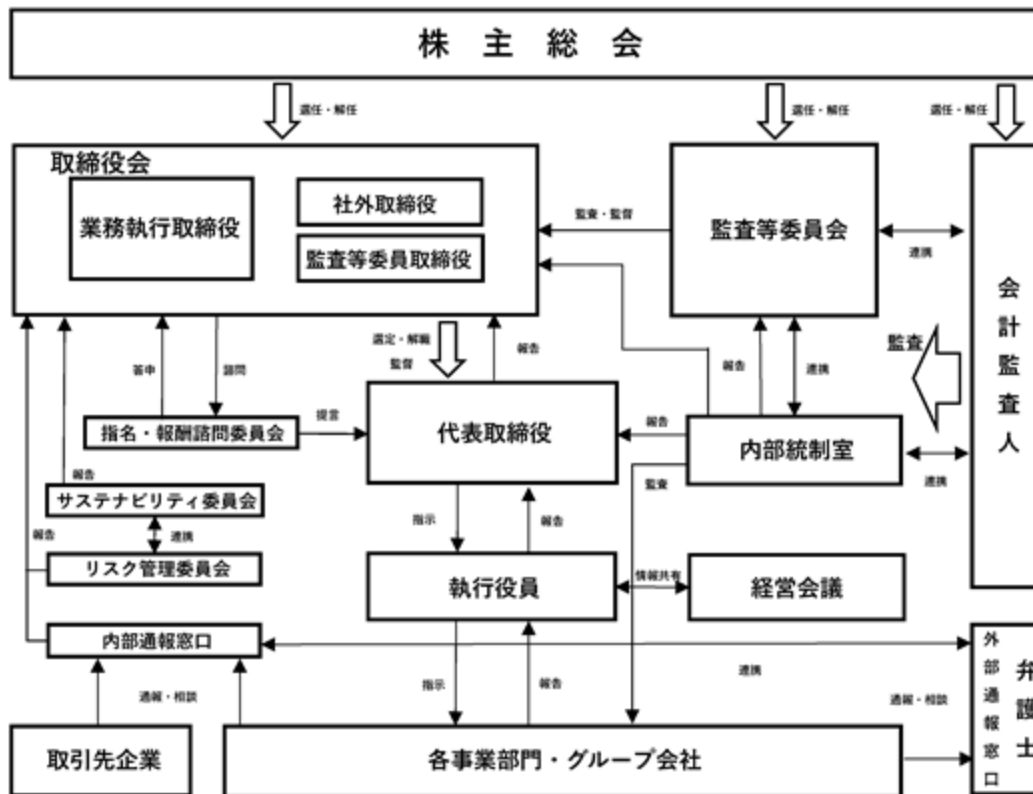 株主総会
選任・解任
選任・解任
選任・解任
取締役会
業務執行取締役
社外取締役
監査等委員取締役
監査・監督
監査等委員会
連携
会計監査人
選定・解職
監督
報告
答申
諮問
報告
連携
監査
指名・報酬諮問委員会
提言
代表取締役
報告
内部統制室
監査
連携
報告
サステナビリティ委員会
報告
連携
指示
報告
リスク管理委員会
執行役員
情報共有
経営会議
内部通報窓口
連携
外部通報窓口
弁護士
通報・相談
指示
報告
通報・相談
取引先企業
各事業部門・グループ会社